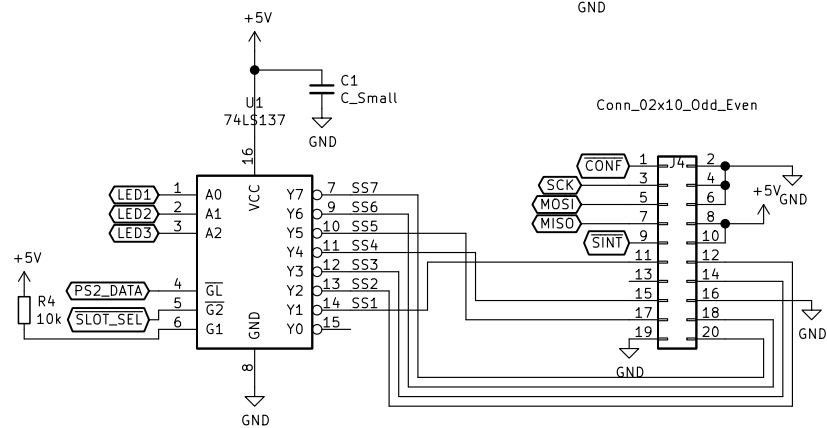 GND
+5V
C1
C_Small
U1
74LS137
GND
Conn_02x10_Odd_Even
16
VCC
J4
CONF 1 2
SCK 3 4
MOSI 5 6
+5V GND
MISO 7 8
SINT 9 10
11 12
13 14
15 16
17 18
19 20
GND
GND
LED1 1 A0 Y7 7 SS7
LED2 2 A1 Y6 9 SS6
LED3 3 A2 Y5 10 SS5
Y4 11 SS4
+5V
Y3 12 SS3
PS2_DATA 4 GL Y2 13 SS2
R4
10k
SLOT_SEL 5 G2 Y1 14 SS1
6 G1 Y0 15
GND
8
GND